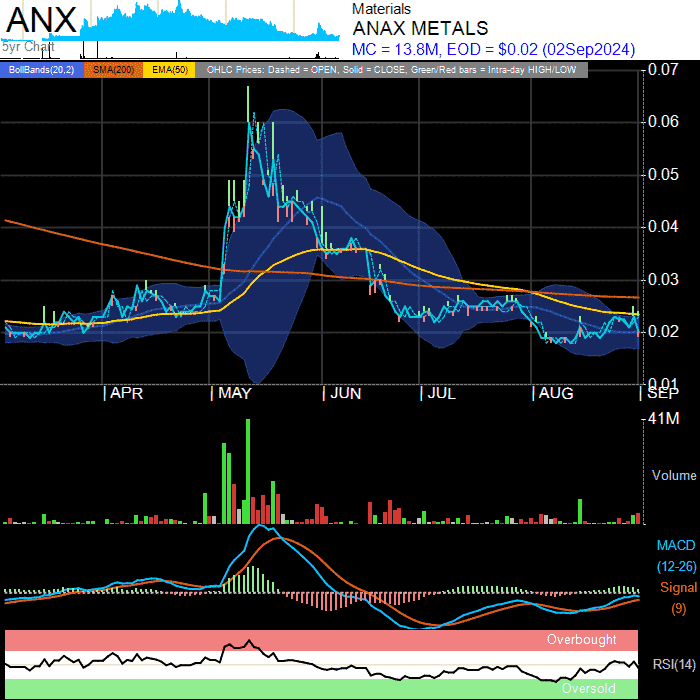 ANX
5yr Chart
Materials
ANAX METALS
MC = 13.8M, EOD = $0.02 (02Sep2024)
BollBands(20,2) SMA(200) EMA(50) OHLC Prices: Dashed = OPEN, Solid = CLOSE, Green/Red bars = Intra-day HIGH/LOW
0.07
0.06
0.05
0.04
0.03
0.02
0.01
APR MAY JUN JUL AUG SEP
41M
Volume
MACD
(12-26)
Signal
(9)
Overbought
RSI(14)
Oversold